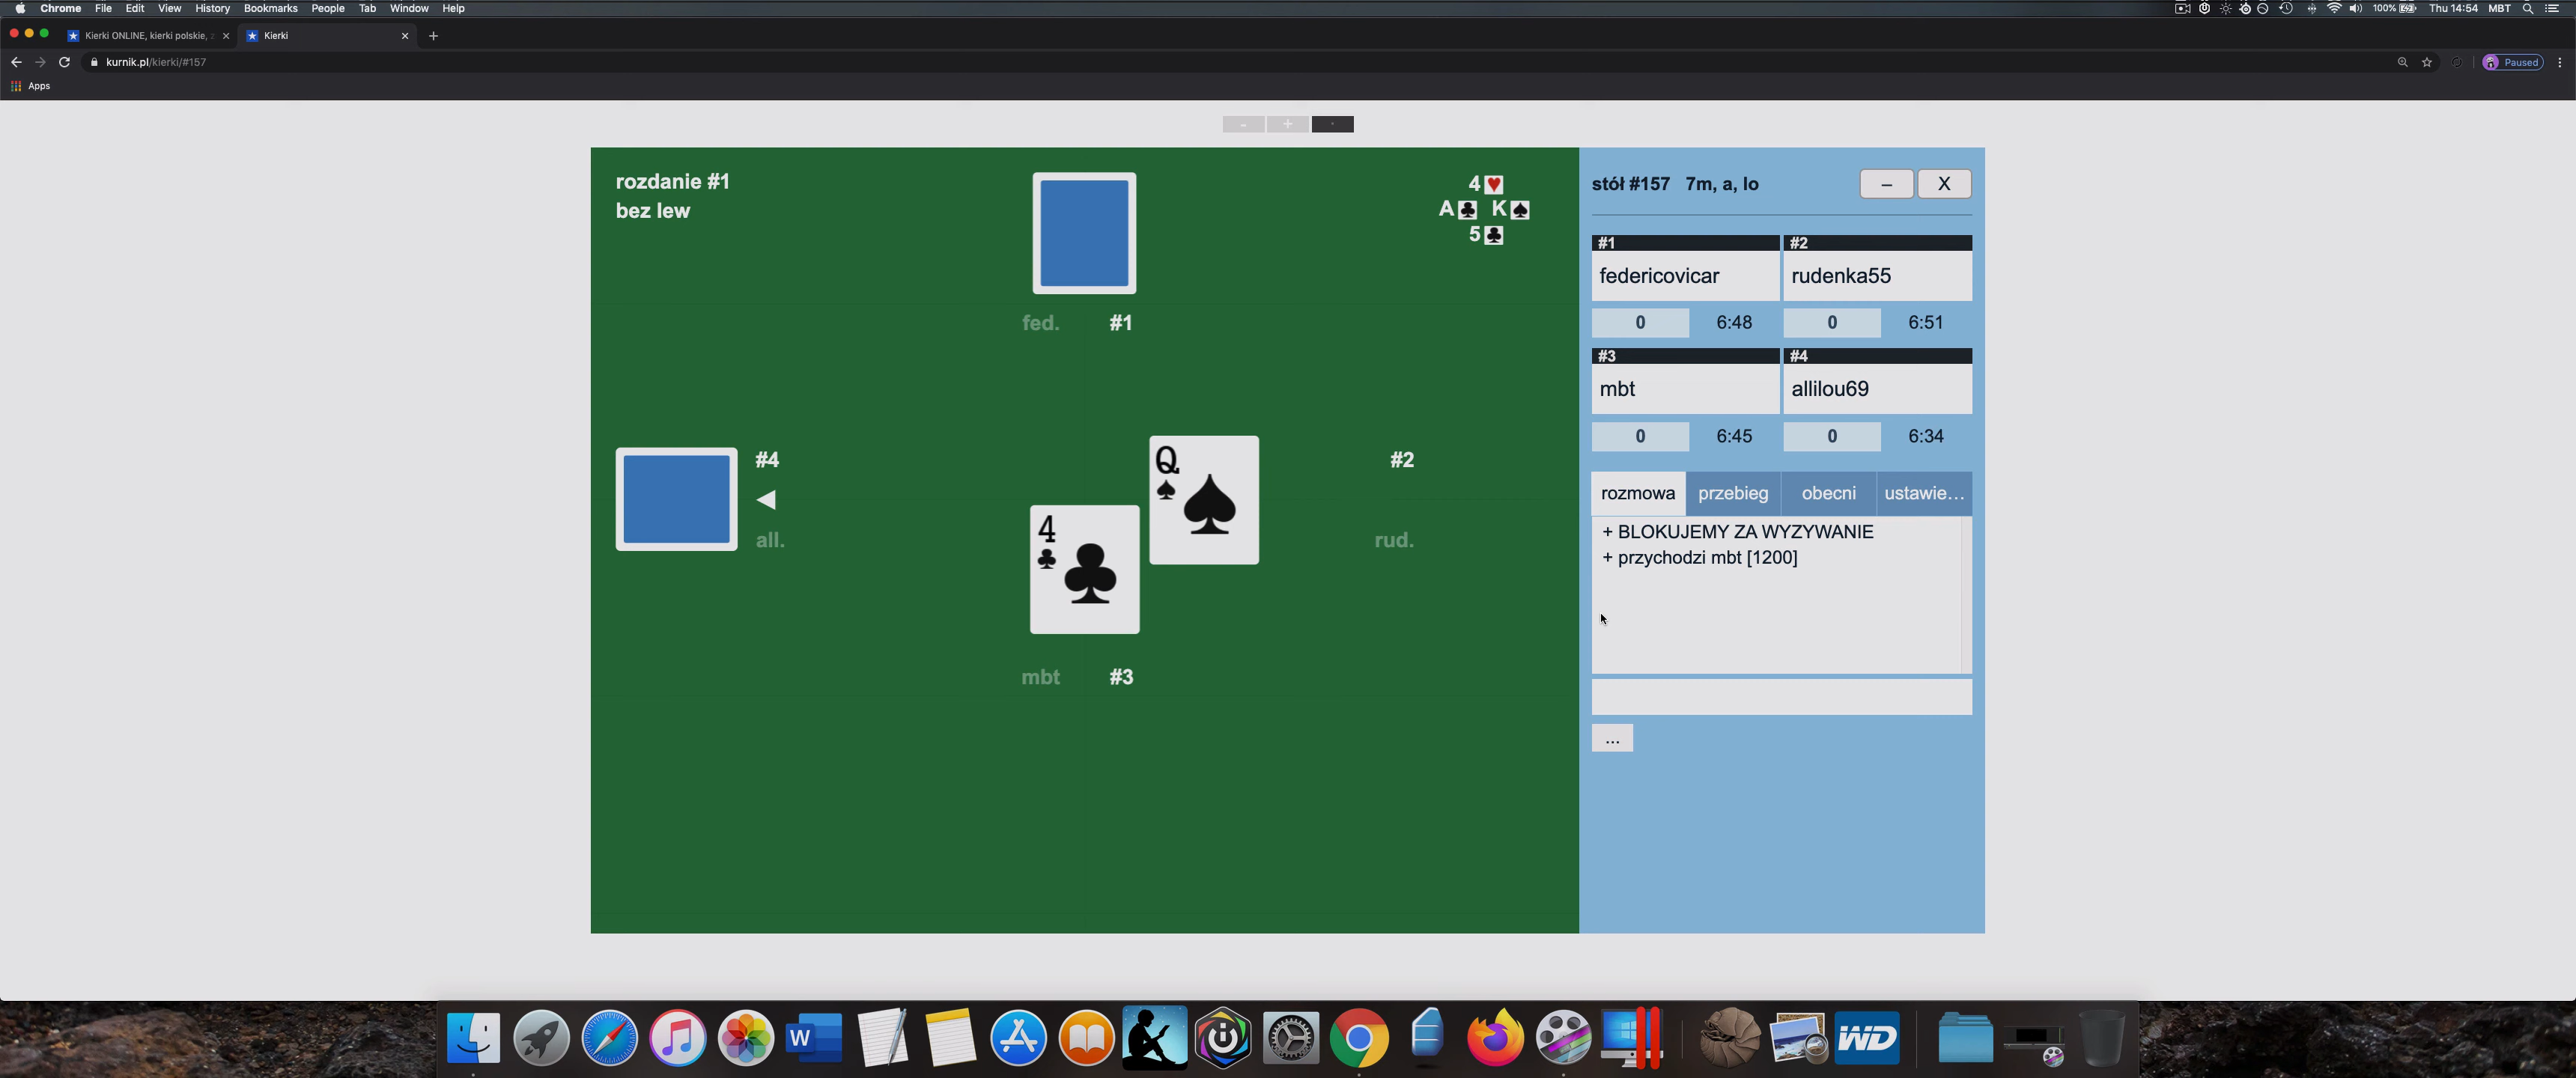 Chrome File Edit View History Bookmarks People Tab Window Help
100% Thu 14:54 MBT
Kierki ONLINE, kierki polskie,
Kierki
kurnik.pl/kierki/#157
Paused
Apps
- +
rozdanie #1
bez lew
4
A K
5
fed. #1
#4
all.
#2
rud.
Q
4
mbt #3
stół #157 7m, a, lo
– X
#1 #2
federicovicar rudenka55
0 6:48 0 6:51
#3 #4
mbt allilou69
0 6:45 0 6:34
rozmowa przebieg obecni ustawie...
+ BLOKUJEMY ZA WYZYWANIE
+ przychodzi mbt [1200]
...
W
WD